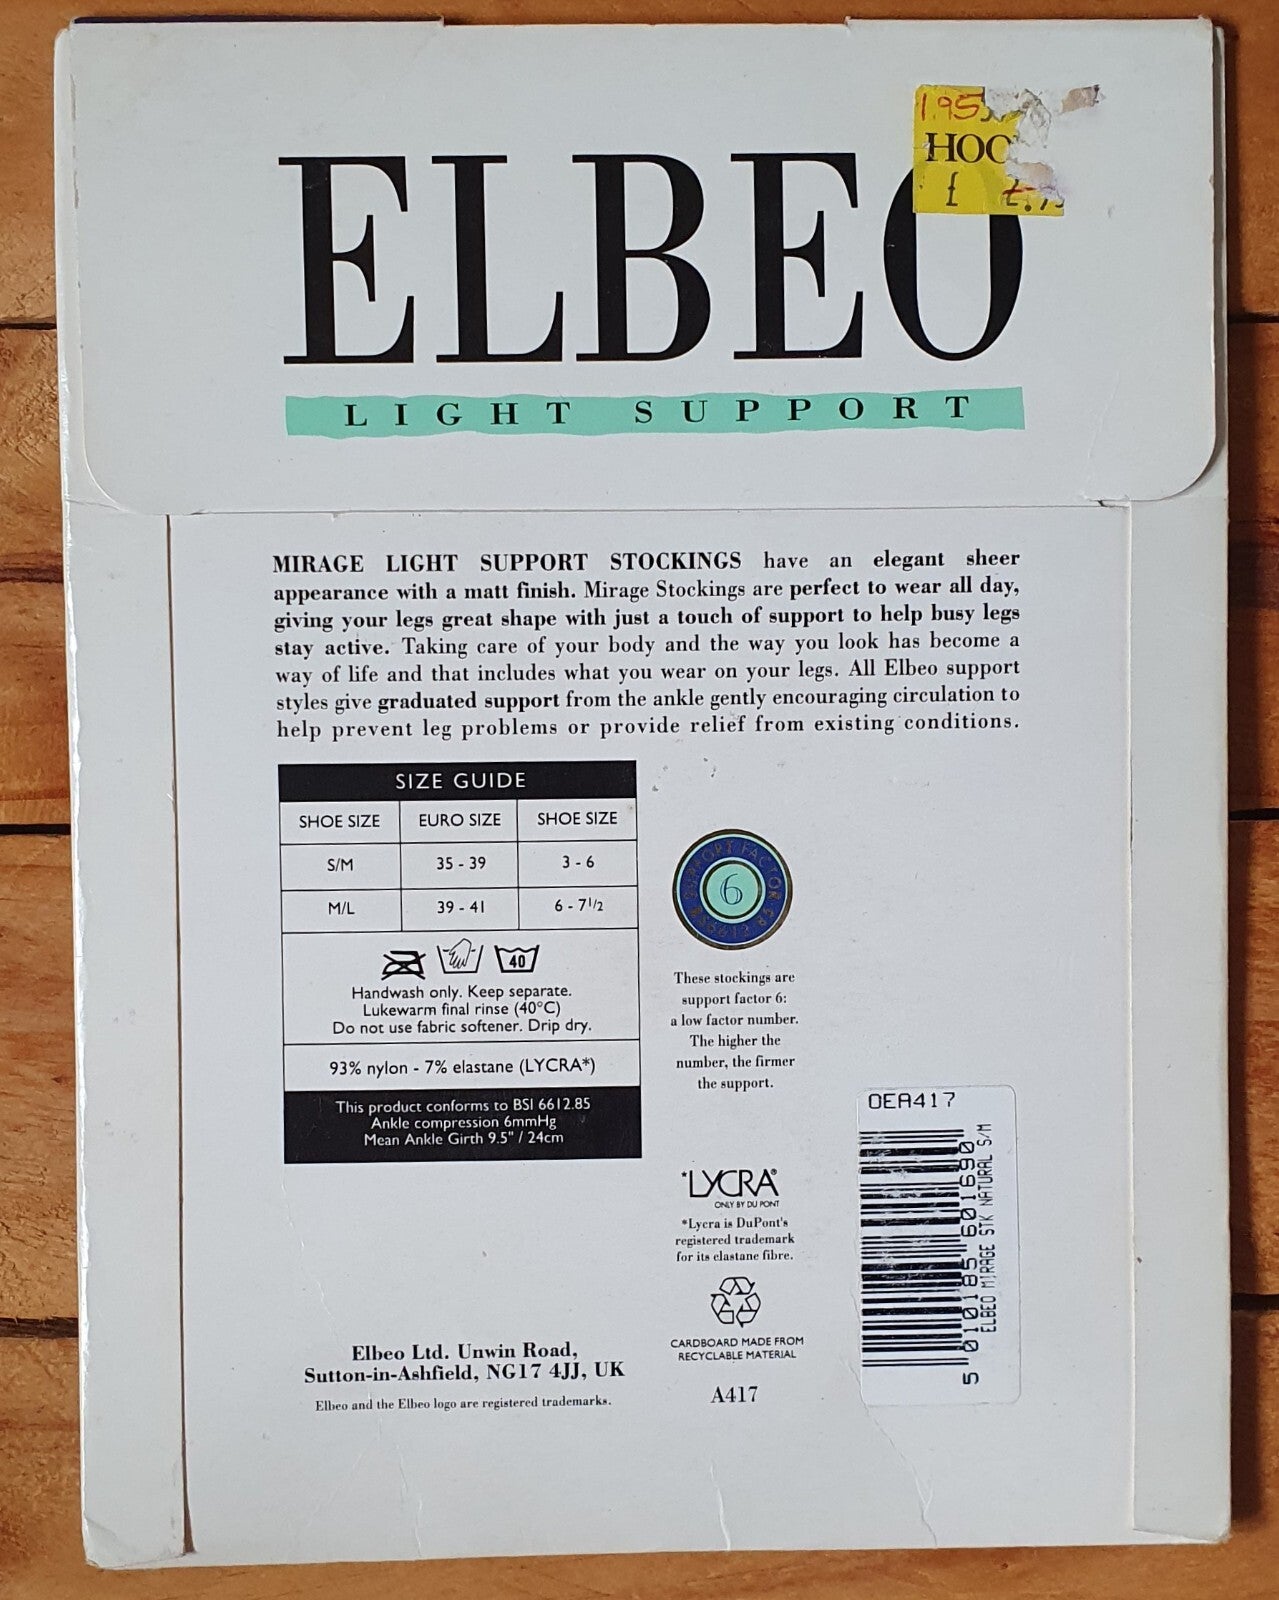 1.95
HOO
£
ELBEO
LIGHT SUPPORT
MIRAGE LIGHT SUPPORT STOCKINGS have an elegant sheer
appearance with a matt finish. Mirage Stockings are perfect to wear all day,
giving your legs great shape with just a touch of support to help busy legs
stay active. Taking care of your body and the way you look has become a
way of life and that includes what you wear on your legs. All Elbeo support
styles give graduated support from the ankle gently encouraging circulation to
help prevent leg problems or provide relief from existing conditions.
SIZE GUIDE
SHOE SIZE EURO SIZE SHOE SIZE
S/M 35 - 39 3 - 6
M/L 39 - 41 6 - 7 1/2
40
Handwash only. Keep separate.
Lukewarm final rinse (40°C)
Do not use fabric softener. Drip dry.
93% nylon - 7% elastane (LYCRA*)
This product conforms to BSI 6612.85
Ankle compression 6mmHg
Mean Ankle Girth 9.5" / 24cm
SUPPORT FACTOR
6
BS 6612.85
These stockings are
support factor 6:
a low factor number.
The higher the
number, the firmer
the support.
*LYCRA®
ONLY BY DU PONT
*Lycra is DuPont's
registered trademark
for its elastane fibre.
CARDBOARD MADE FROM
RECYCLABLE MATERIAL
A417
Elbeo Ltd. Unwin Road,
Sutton-in-Ashfield, NG17 4JJ, UK
Elbeo and the Elbeo logo are registered trademarks.
OEA417
5 010185 601690
ELBEO MIRAGE STK NATURAL S/M